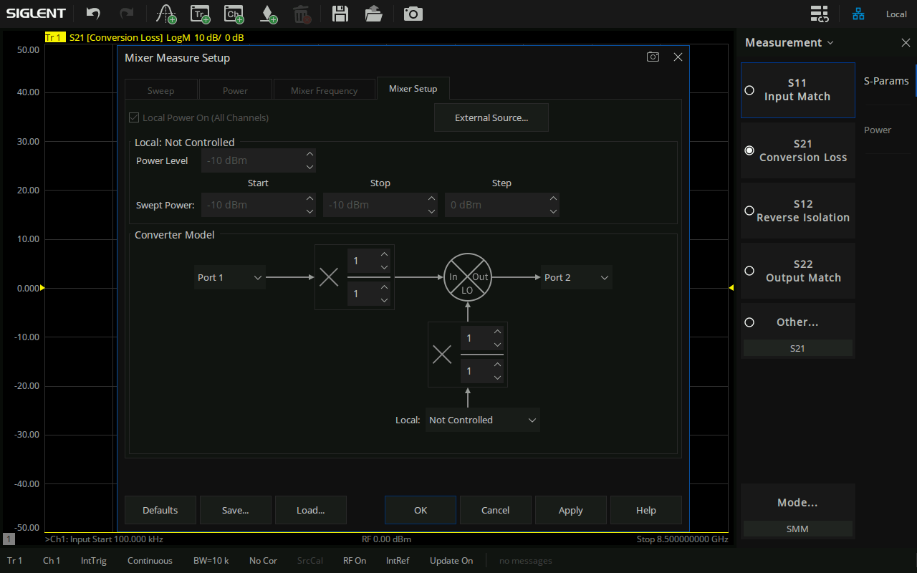 SIGLENT
Local
Tr 1 S21 [Conversion Loss] LogM 10 dB/ 0 dB
50.00
40.00
30.00
20.00
10.00
0.000
-10.00
-20.00
-30.00
-40.00
-50.00
Mixer Measure Setup
Sweep Power Mixer Frequency Mixer Setup
Local Power On (All Channels) External Source...
Local: Not Controlled
Power Level -10 dBm
Start Stop Step
Swept Power: -10 dBm -10 dBm 0 dBm
Converter Model
Port 1
1
1
In Out
LO
Port 2
1
1
Local: Not Controlled
Defaults Save... Load... OK Cancel Apply Help
Measurement
S11
Input Match
S21
Conversion Loss
S12
Reverse Isolation
S22
Output Match
Other...
S21
Mode...
SMM
S-Params
Power
1 >Ch1: Input Start 100.000 kHz RF 0.00 dBm Stop 8.500000000 GHz
Tr 1 Ch 1 IntTrig Continuous BW=10 k No Cor SrcCal RF On IntRef Update On no messages